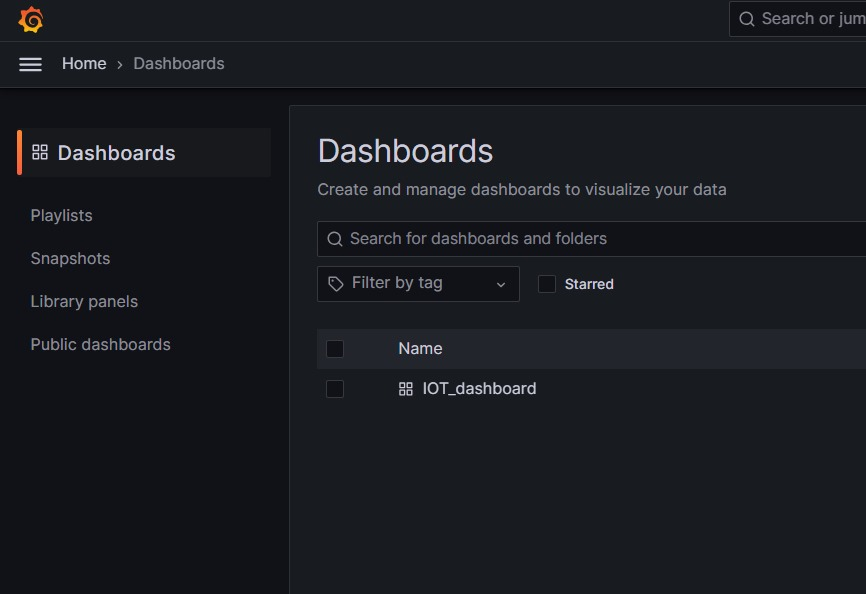 Search or jum
Home › Dashboards
Dashboards
Playlists
Snapshots
Library panels
Public dashboards
Dashboards
Create and manage dashboards to visualize your data
Search for dashboards and folders
Filter by tag
Starred
Name
IOT_dashboard